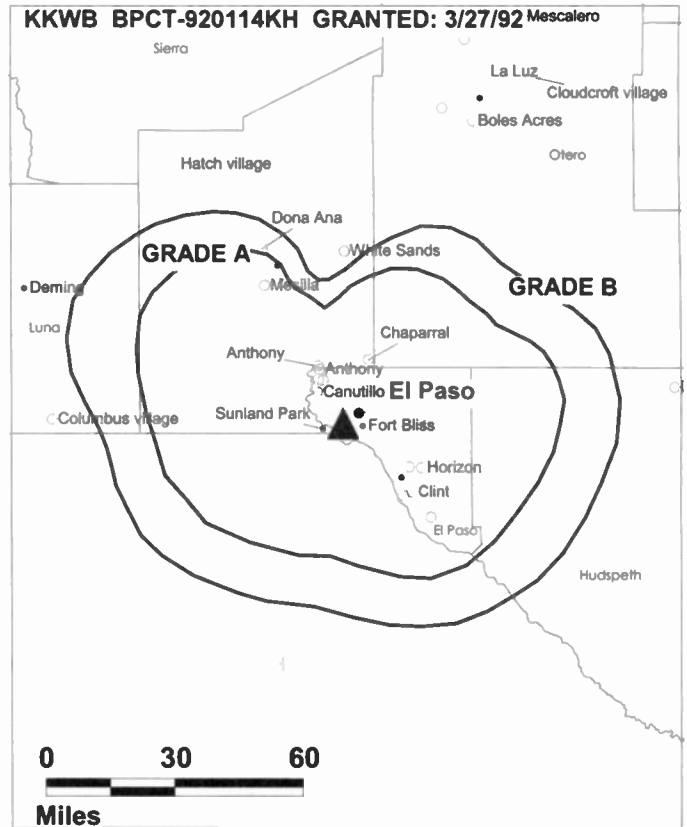 KKWB BPCT-920114KH GRANTED: 3/27/92 Mescalero
Sierra
La Luz
Cloudcroft village
Boles Acres
Otero
Hatch village
Dona Ana
GRADE A
White Sands
Deming
Mesilla
GRADE B
Luna
Chaparral
Anthony
Anthony
Canutillo
El Paso
Columbus village
Sunland Park
Fort Bliss
Horizon
Clint
El Paso
Hudspeth
0 30 60
Miles